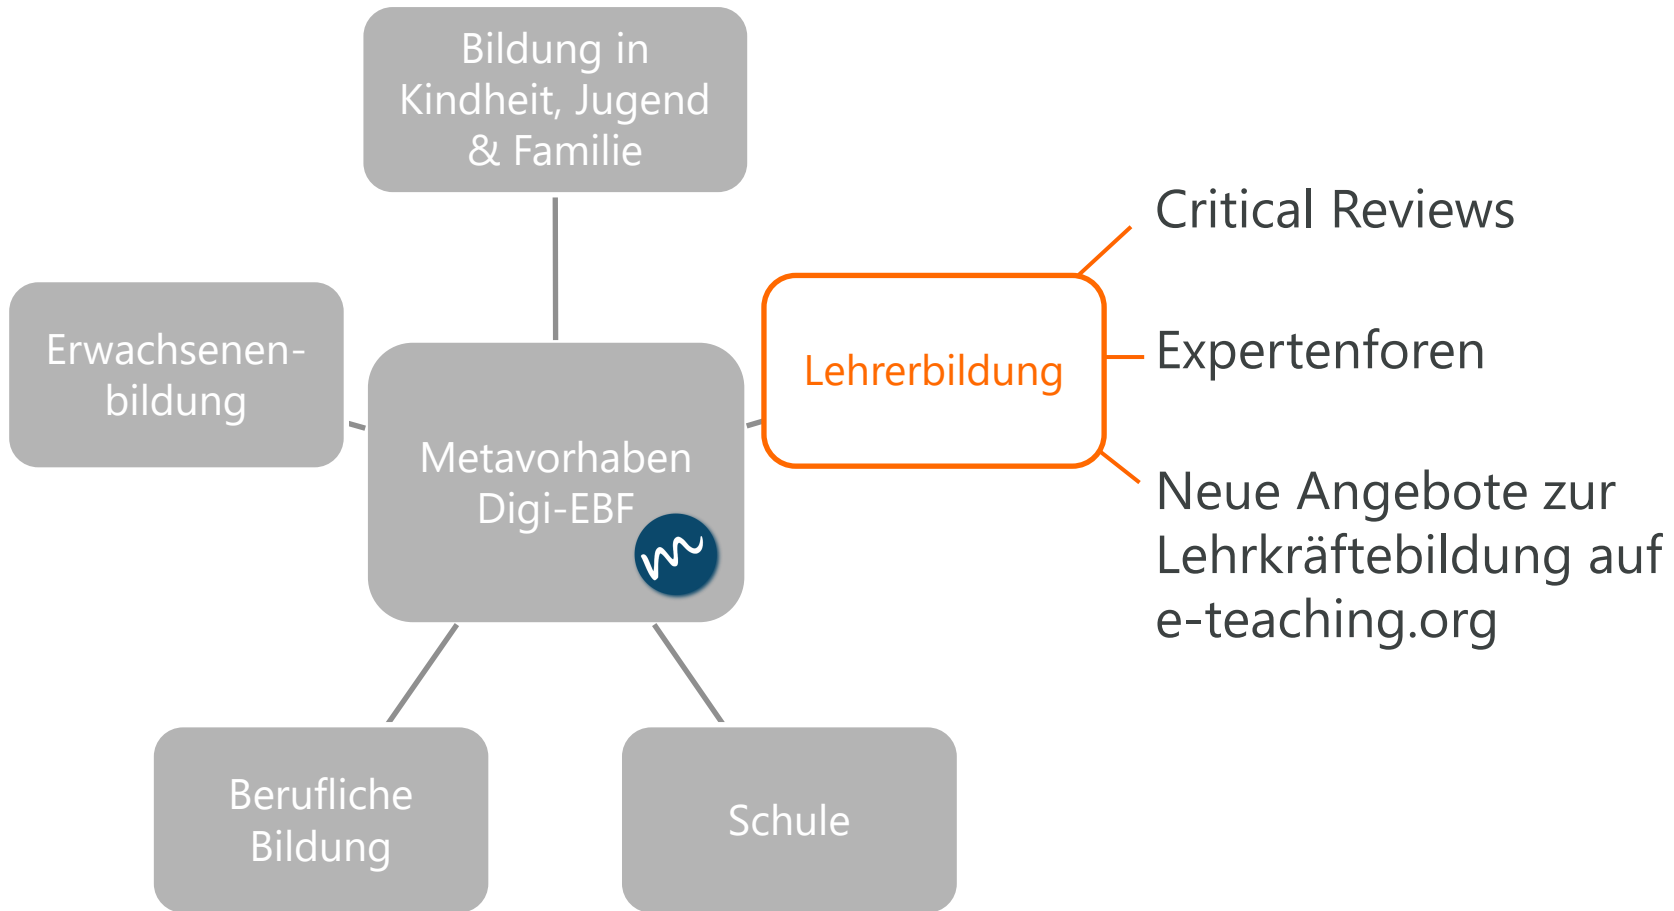 Bildung in
Kindheit, Jugend
& Familie
Erwachsenen-
bildung
Metavorhaben
Digi-EBF
Lehrerbildung
Critical Reviews
Expertenforen
Neue Angebote zur
Lehrkräftebildung auf
e-teaching.org
Berufliche
Bildung
Schule